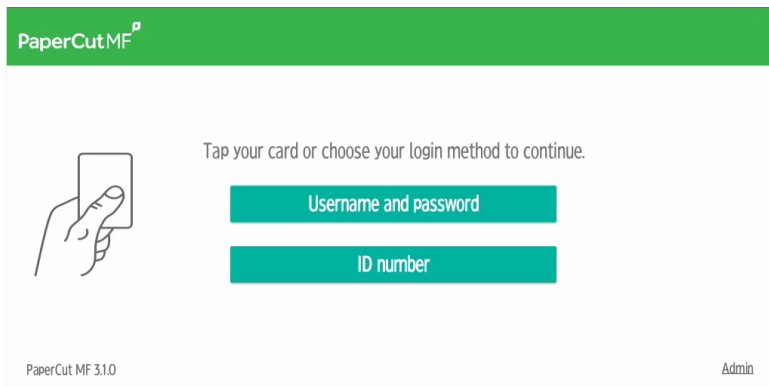 PaperCut MF
Tap your card or choose your login method to continue.
Username and password
ID number
PaperCut MF 3.1.0
Admin